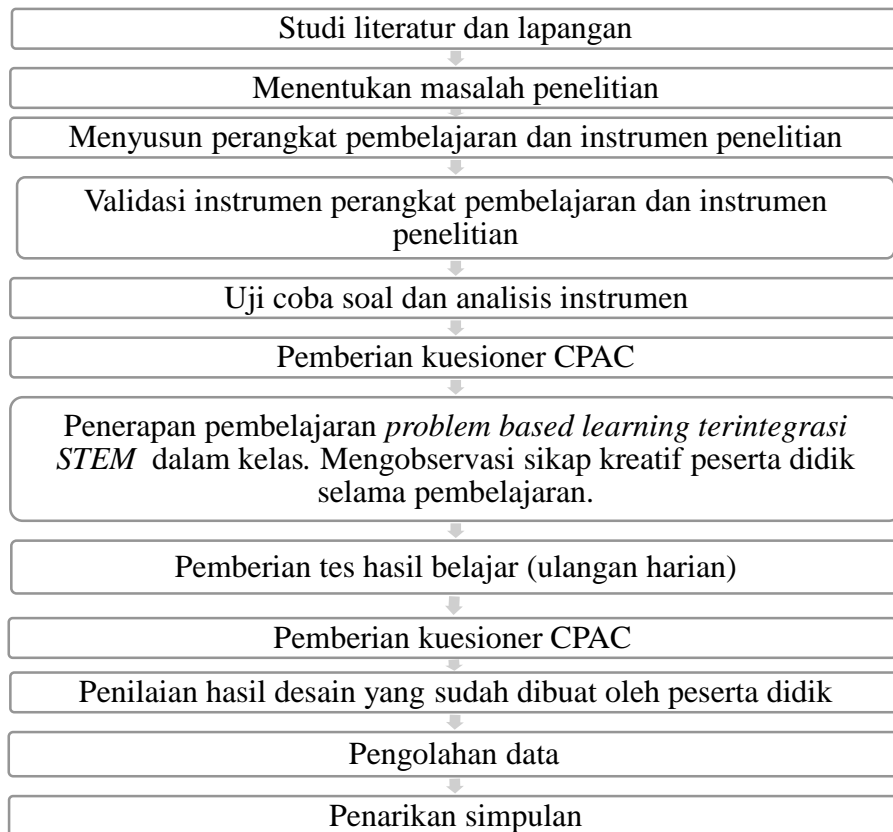 Studi literatur dan lapangan
Menentukan masalah penelitian
Menyusun perangkat pembelajaran dan instrumen penelitian
Validasi instrumen perangkat pembelajaran dan instrumen
penelitian
Uji coba soal dan analisis instrumen
Pemberian kuesioner CPAC
Penerapan pembelajaran problem based learning terintegrasi
STEM dalam kelas. Mengobservasi sikap kreatif peserta didik
selama pembelajaran.
Pemberian tes hasil belajar (ulangan harian)
Pemberian kuesioner CPAC
Penilaian hasil desain yang sudah dibuat oleh peserta didik
Pengolahan data
Penarikan simpulan